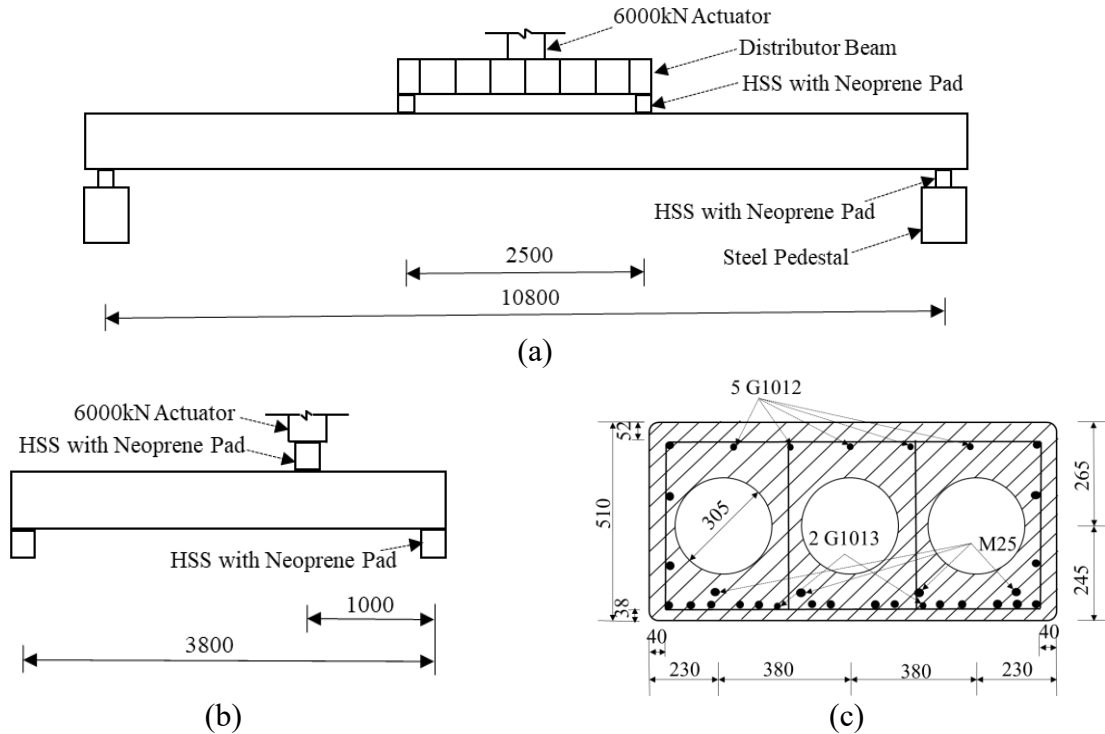 6000kN Actuator
Distributor Beam
HSS with Neoprene Pad
HSS with Neoprene Pad
Steel Pedestal
2500
10800
(a)
6000kN Actuator
HSS with Neoprene Pad
HSS with Neoprene Pad
1000
3800
(b)
5 G1012
52
510
265
305
2 G1013
M25
245
38
40
40
230
380
380
230
(c)